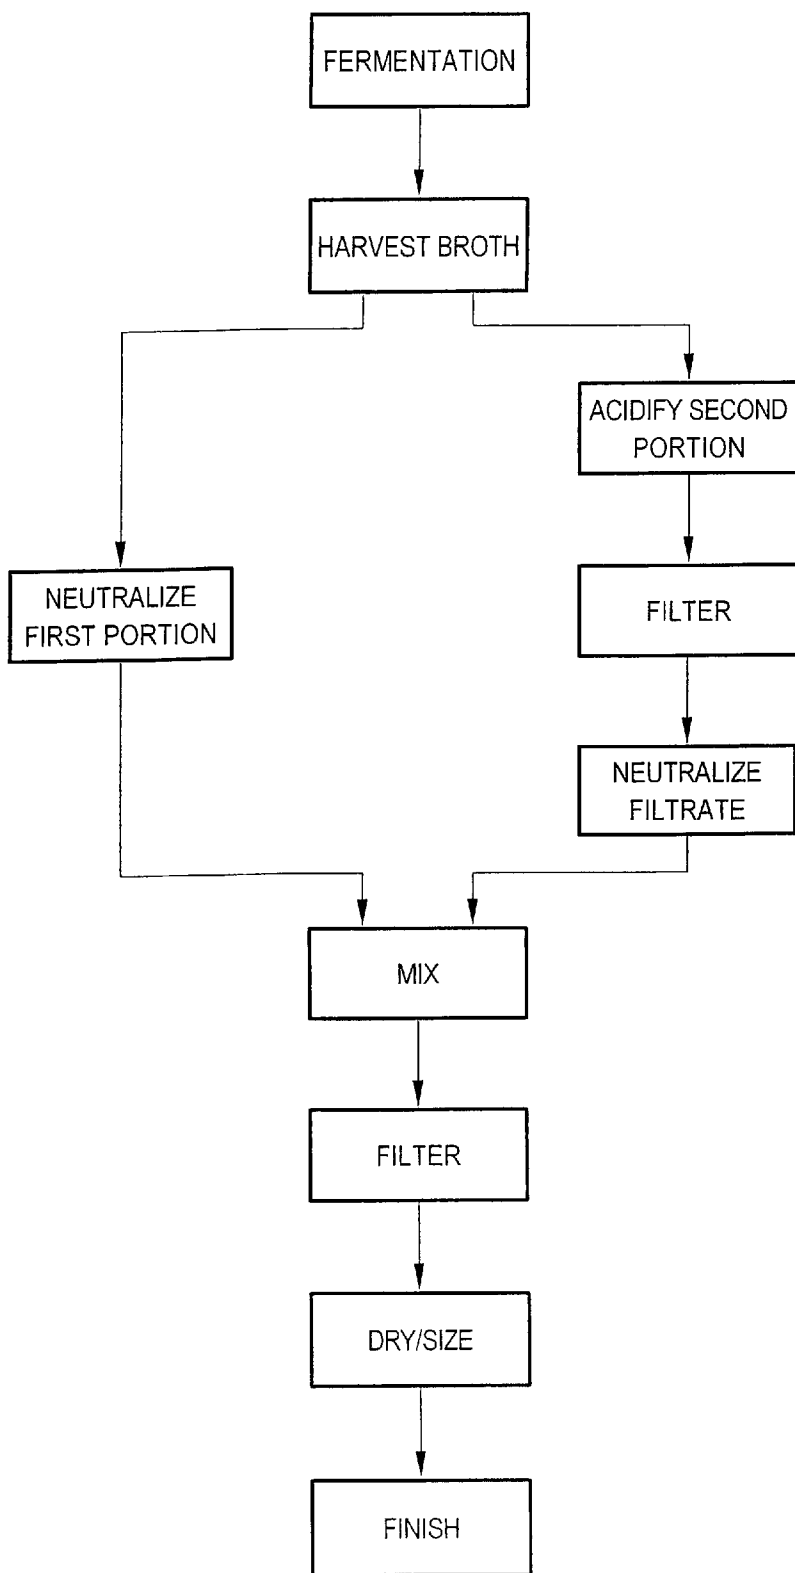 FERMENTATION
HARVEST BROTH
ACIDIFY SECOND
PORTION
NEUTRALIZE
FIRST PORTION
FILTER
NEUTRALIZE
FILTRATE
MIX
FILTER
DRY/SIZE
FINISH